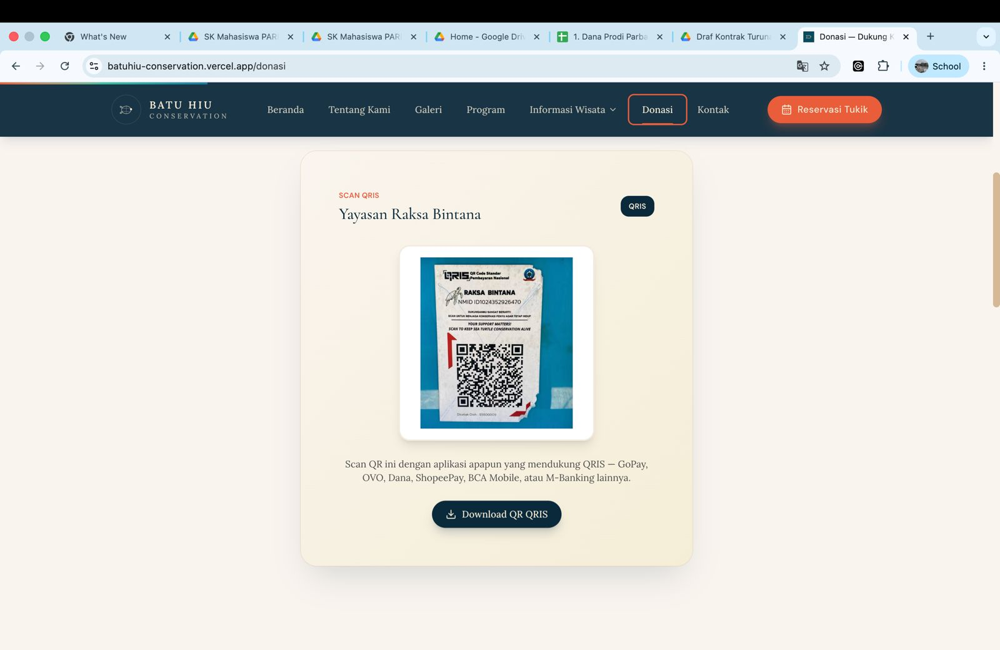 What's New
SK Mahasiswa PAR
SK Mahasiswa PAR
Home - Google Driv
1. Dana Prodi Parba
Draf Kontrak Turuna
Donasi — Dukung K
batuhiu-conservation.vercel.app/donasi
School
BATU HIU
CONSERVATION
Beranda
Tentang Kami
Galeri
Program
Informasi Wisata
Donasi
Kontak
Reservasi Tukik
SCAN QRIS
Yayasan Raksa Bintana
QRIS
QRIS QR Code Standar
Pembayaran Nasional
RAKSA BINTANA
NMID ID1024352926470
DUKUNGANMU SANGAT BERARTI!
SCAN UNTUK MENJAGA KONSERVASI PENYU AGAR TETAP HIDUP
YOUR SUPPORT MATTERS!
SCAN TO KEEP SEA TURTLE CONSERVATION ALIVE
Dicetak Oleh : 93600009
Scan QR ini dengan aplikasi apapun yang mendukung QRIS — GoPay,
OVO, Dana, ShopeePay, BCA Mobile, atau M-Banking lainnya.
Download QR QRIS